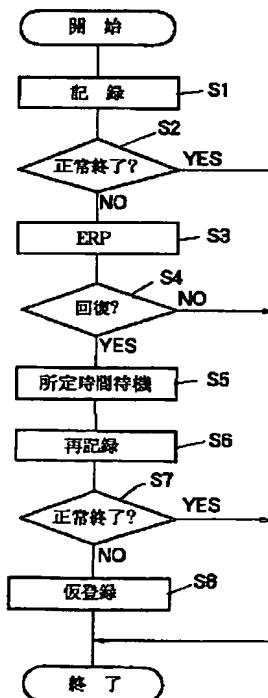 開始
記録
S1
S2
正常終了?
YES
NO
ERP
S3
S4
回復?
NO
YES
所定時間待機
S5
再記録
S6
S7
正常終了?
YES
NO
仮登録
S8
終了